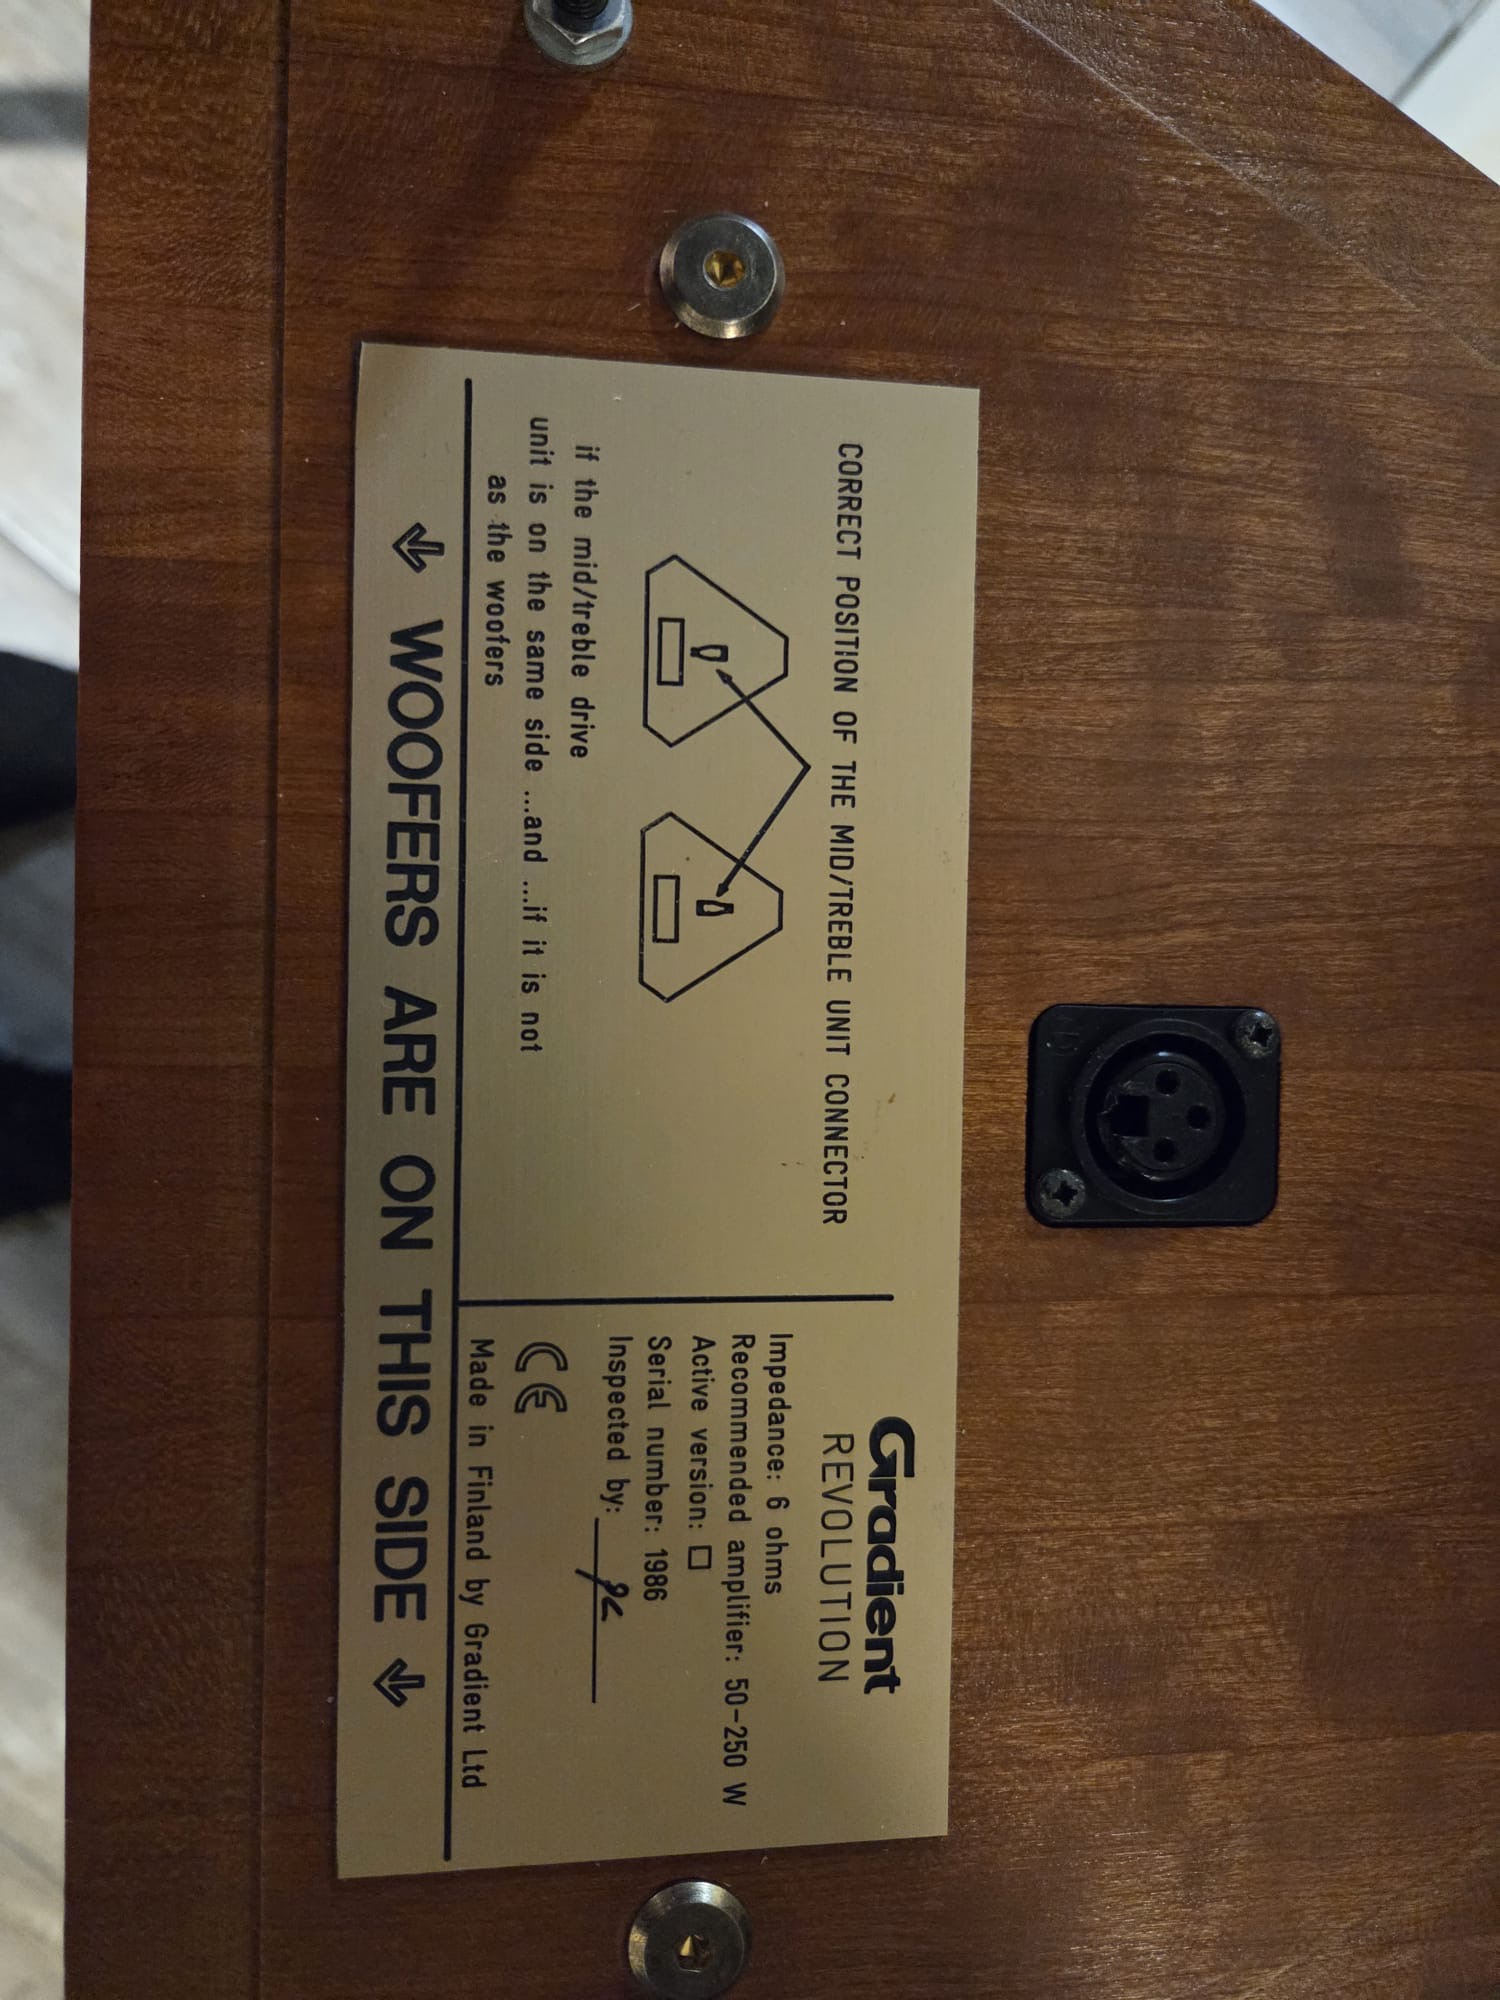 CORRECT POSITION OF THE MID/TREBLE UNIT CONNECTOR
if the mid/treble drive
unit is on the same side ...and ...if it is not
as the woofers
Gradient
REVOLUTION
Impedance: 6 ohms
Recommended amplifier: 50-250 W
Active version: □
Serial number: 1986
Inspected by:
CE
Made in Finland by Gradient Ltd
↓ WOOFERS ARE ON THIS SIDE ↓